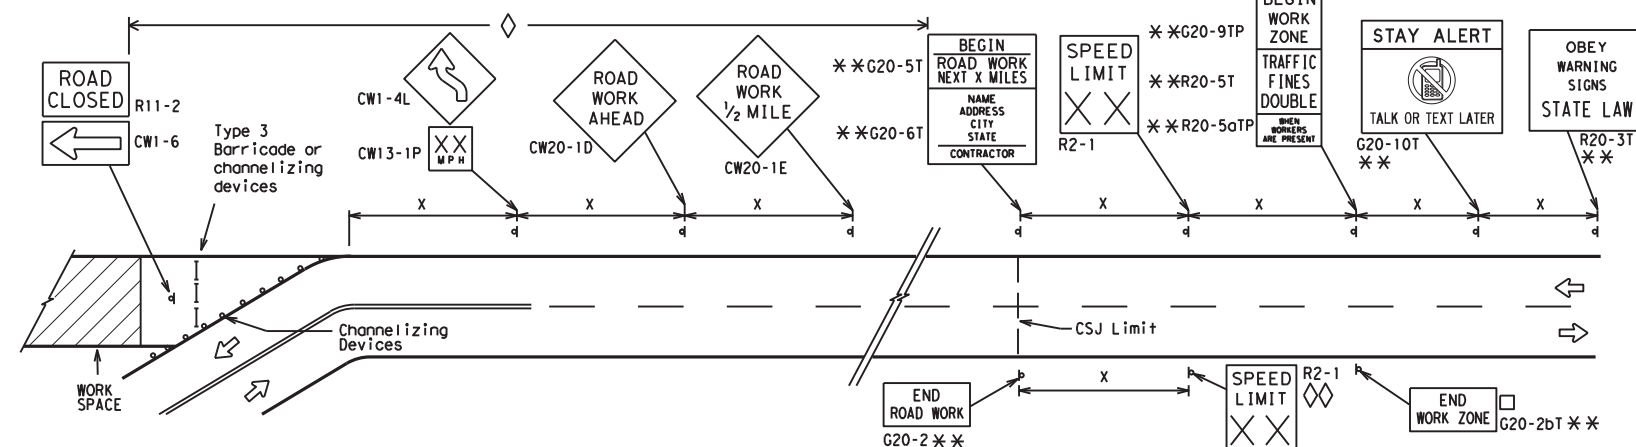 ROAD
CLOSED
R11-2
CW1-6
Type 3
Barricade or
channelizing
devices
CW1-4L
XX
MPH
CW13-1P
ROAD
WORK
AHEAD
CW20-1D
ROAD
WORK
1/2 MILE
CW20-1E
**G20-5T
BEGIN
ROAD WORK
NEXT X MILES
**G20-6T
NAME
ADDRESS
CITY
STATE
CONTRACTOR
SPEED
LIMIT
XX
R2-1
**G20-9TP
BEGIN
WORK
ZONE
**R20-5T
TRAFFIC
FINES
DOUBLE
**R20-5aTP
WHEN
WORKERS
ARE PRESENT
STAY ALERT
TALK OR TEXT LATER
G20-10T
**
OBEY
WARNING
SIGNS
STATE LAW
R20-3T
**
X
X
X
X
X
X
X
Channelizing
Devices
WORK
SPACE
CSJ Limit
END
ROAD WORK
G20-2**
X
SPEED
LIMIT
XX
R2-1
END
WORK ZONE
G20-2bT**